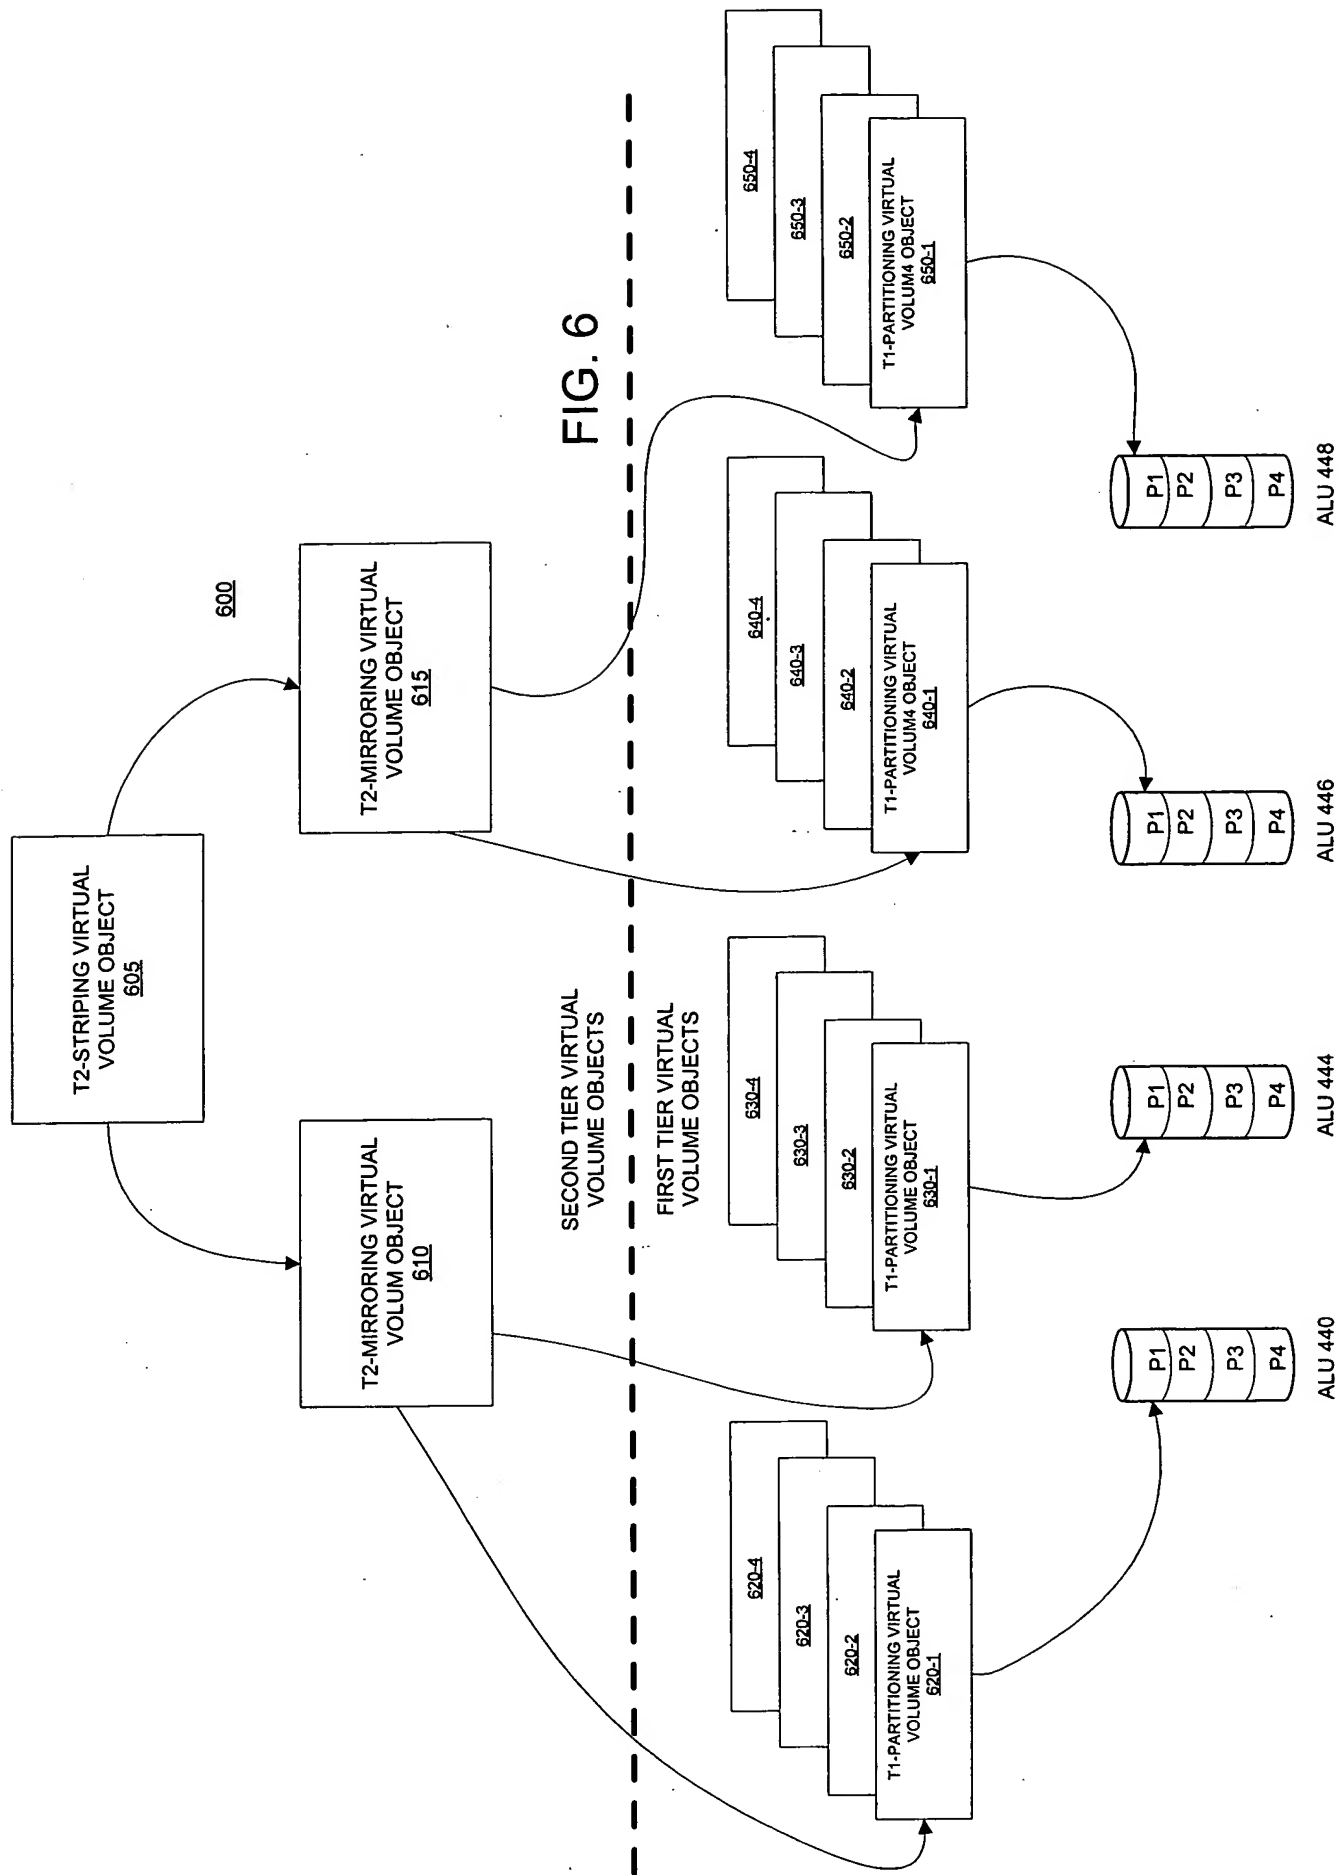 T2-STRIPING VIRTUAL
VOLUME OBJECT
605
600
T2-MIRRORING VIRTUAL
VOLUM OBJECT
610
T2-MIRRORING VIRTUAL
VOLUME OBJECT
615
SECOND TIER VIRTUAL
VOLUME OBJECTS
FIG. 6
FIRST TIER VIRTUAL
VOLUME OBJECTS
620-4
620-3
620-2
T1-PARTITIONING VIRTUAL
VOLUME OBJECT
620-1
630-4
630-3
630-2
T1-PARTITIONING VIRTUAL
VOLUME OBJECT
630-1
640-4
640-3
640-2
T1-PARTITIONING VIRTUAL
VOLUM4 OBJECT
640-1
650-4
650-3
650-2
T1-PARTITIONING VIRTUAL
VOLUM4 OBJECT
650-1
P1
P2
P3
P4
ALU 440
P1
P2
P3
P4
ALU 444
P1
P2
P3
P4
ALU 446
P1
P2
P3
P4
ALU 448